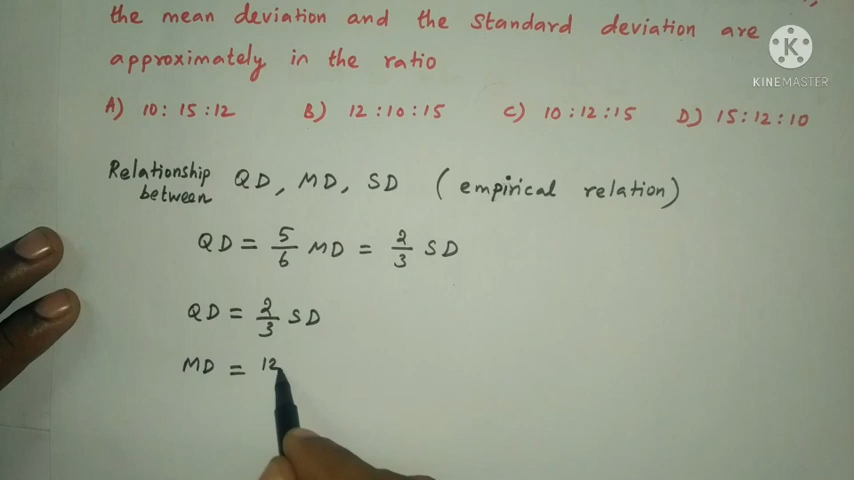 the mean deviation and the Standard deviation are
approximately in the ratio
A) 10 : 15 : 12 B) 12 : 10 : 15 C) 10 : 12 : 15 D) 15 : 12 : 10
Relationship between QD, MD, SD (empirical relation)
QD = 5/6 MD = 2/3 SD
QD = 2/3 SD
MD = 12
K
KINEMASTER